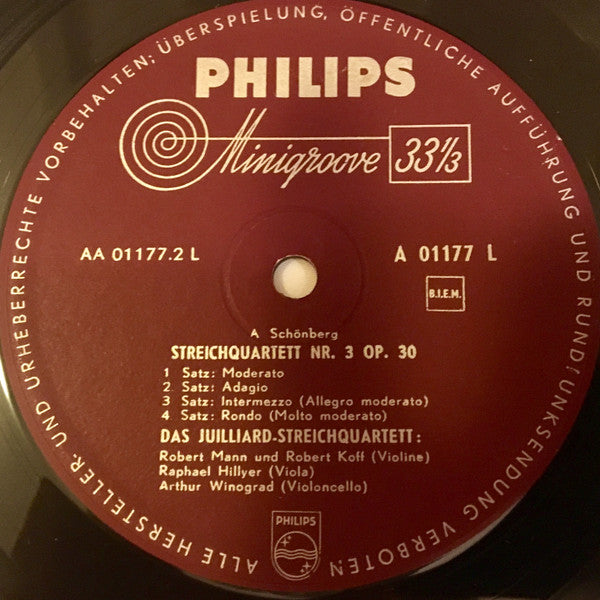 ALLE HERSTELLER- UND URHEBERRECHTE VORBEHALTEN; ÜBERSPIELUNG, ÖFFENTLICHE AUFFÜHRUNG UND RUNDFUNKSENDUNG VERBOTEN
PHILIPS
Minigroove 33 1/3
AA 01177.2 L
A 01177 L
B.I.E.M.
A Schönberg
STREICHQUARTETT NR. 3 OP. 30
1 Satz: Moderato
2 Satz: Adagio
3 Satz: Intermezzo (Allegro moderato)
4 Satz: Rondo (Molto moderato)
DAS JUILLIARD-STREICHQUARTETT:
Robert Mann und Robert Koff (Violine)
Raphael Hillyer (Viola)
Arthur Winograd (Violoncello)
PHILIPS